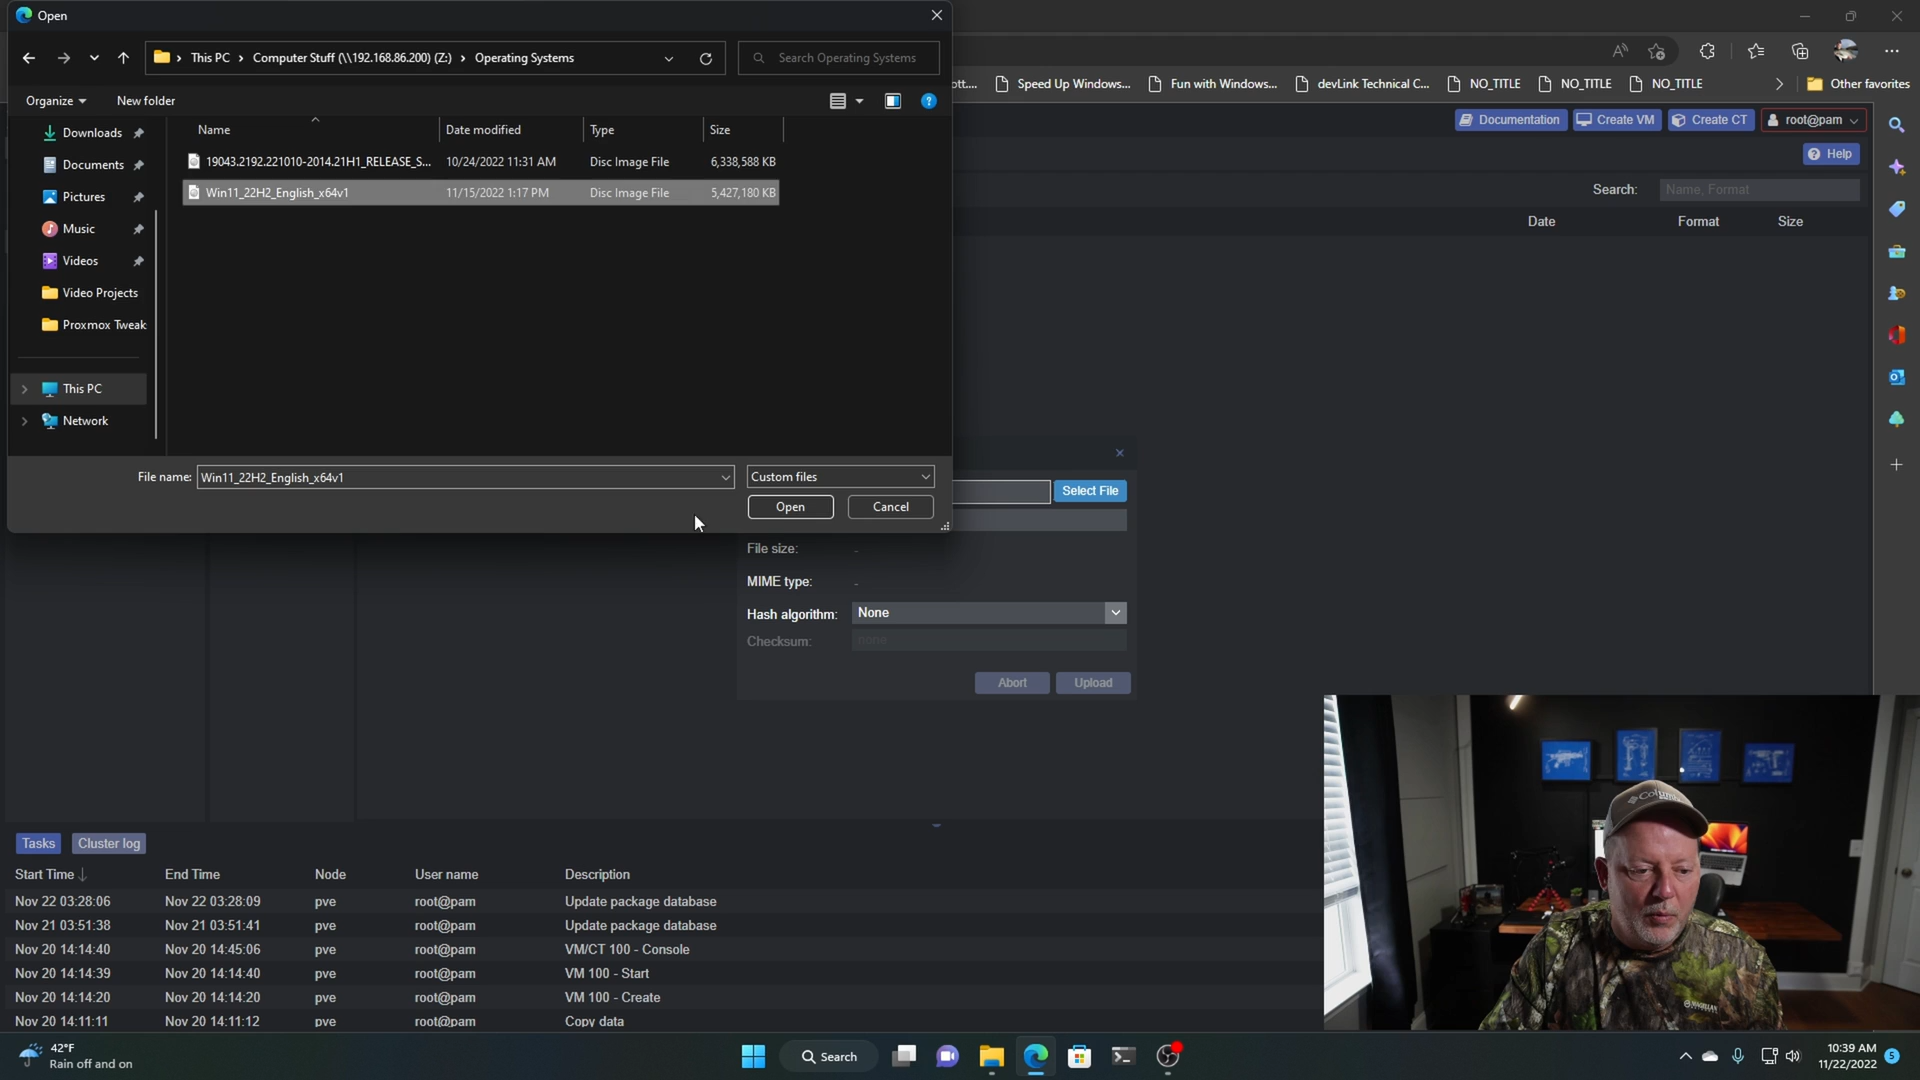 Open
This PC > Computer Stuff (\\192.168.86.200) (Z:) > Operating Systems
Search Operating Systems
ott...
Speed Up Windows...
Fun with Windows...
devLink Technical C...
NO_TITLE
NO_TITLE
NO_TITLE
Other favorites
Organize
New folder
Documentation
Create VM
Create CT
root@pam
Help
Downloads
Documents
Pictures
Music
Videos
Video Projects
Proxmox Tweak
This PC
Network
Name Date modified Type Size
19043.2192.221010-2014.21H1_RELEASE_S... 10/24/2022 11:31 AM Disc Image File 6,338,588 KB
Win11_22H2_English_x64v1 11/15/2022 1:17 PM Disc Image File 5,427,180 KB
Search: Name, Format
Date Format Size
File name: Win11_22H2_English_x64v1
Custom files
Open
Cancel
Select File
File size: -
MIME type: -
Hash algorithm: None
Checksum: none
Abort
Upload
Tasks
Cluster log
Start Time End Time Node User name Description
Nov 22 03:28:06 Nov 22 03:28:09 pve root@pam Update package database
Nov 21 03:51:38 Nov 21 03:51:41 pve root@pam Update package database
Nov 20 14:14:40 Nov 20 14:45:06 pve root@pam VM/CT 100 - Console
Nov 20 14:14:39 Nov 20 14:14:40 pve root@pam VM 100 - Start
Nov 20 14:14:20 Nov 20 14:14:20 pve root@pam VM 100 - Create
Nov 20 14:11:11 Nov 20 14:11:12 pve root@pam Copy data
Columbia
42°F
Rain off and on
Search
10:39 AM
11/22/2022
5